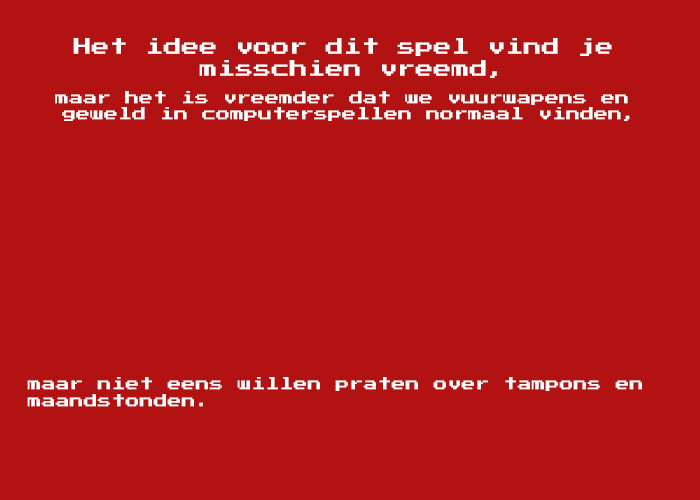 Het idee voor dit spel vind je
misschien vreemd,
maar het is vreemder dat we vuurwapens en
geweld in computerspellen normaal vinden,
maar niet eens willen praten over tampons en
maandstonden.